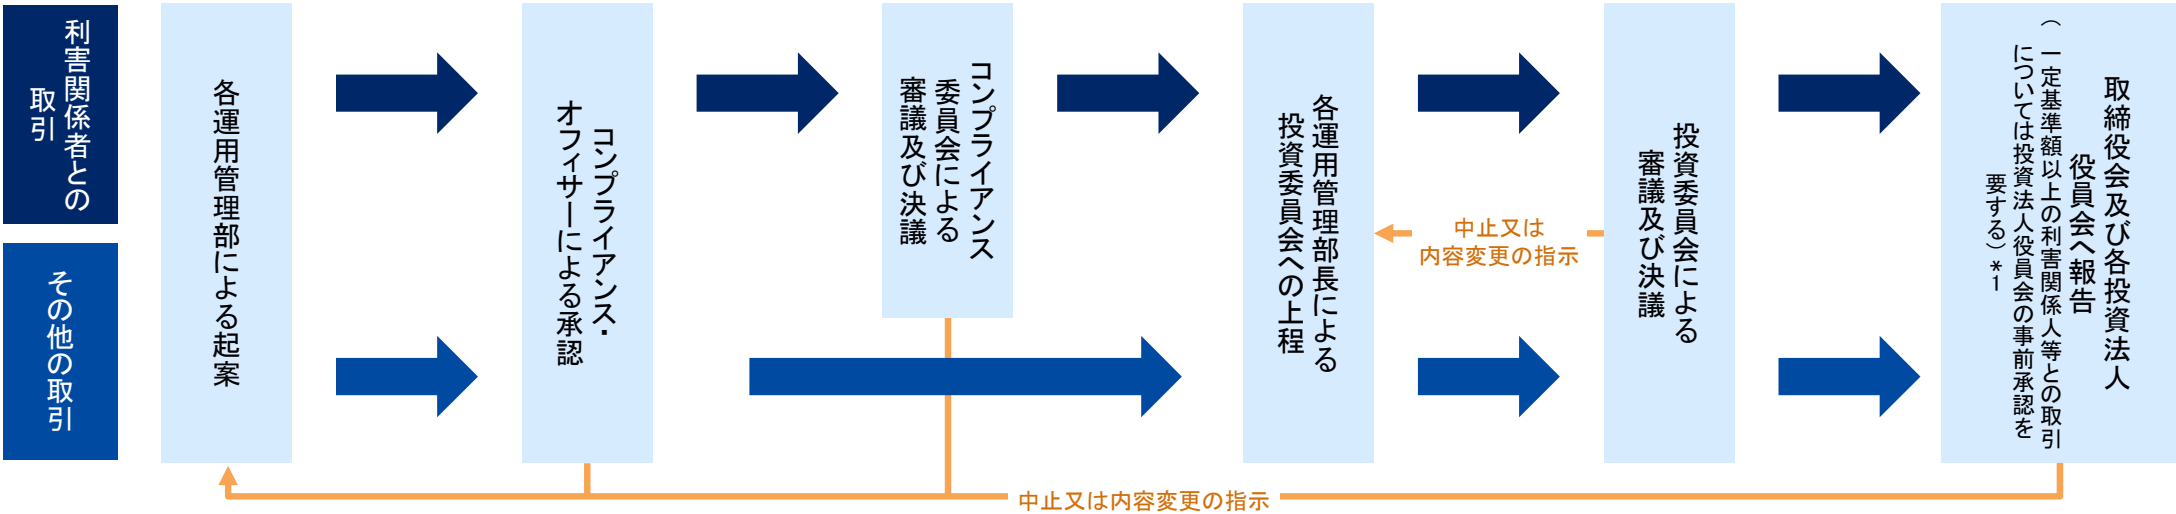 利害関係者との
取引
その他の取引
各運用管理部による起案
コンプライアンス・
オフィサーによる承認
コンプライアンス
委員会による
審議及び決議
各運用管理部長による
投資委員会への上程
中止又は
内容変更の指示
投資委員会による
審議及び決議
取締役会及び各投資法人
役員会へ報告
（一定基準額以上の利害関係人等との取引
については投資法人役員会の事前承認を
要する）*1
中止又は内容変更の指示